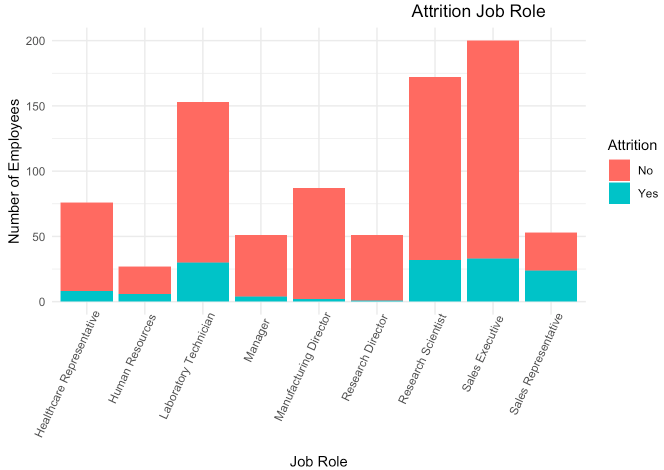 Attrition Job Role
Number of Employees
200
150
100
50
0
Healthcare Representative
Human Resources
Laboratory Technician
Manager
Manufacturing Director
Research Director
Research Scientist
Sales Executive
Sales Representative
Job Role
Attrition
No
Yes